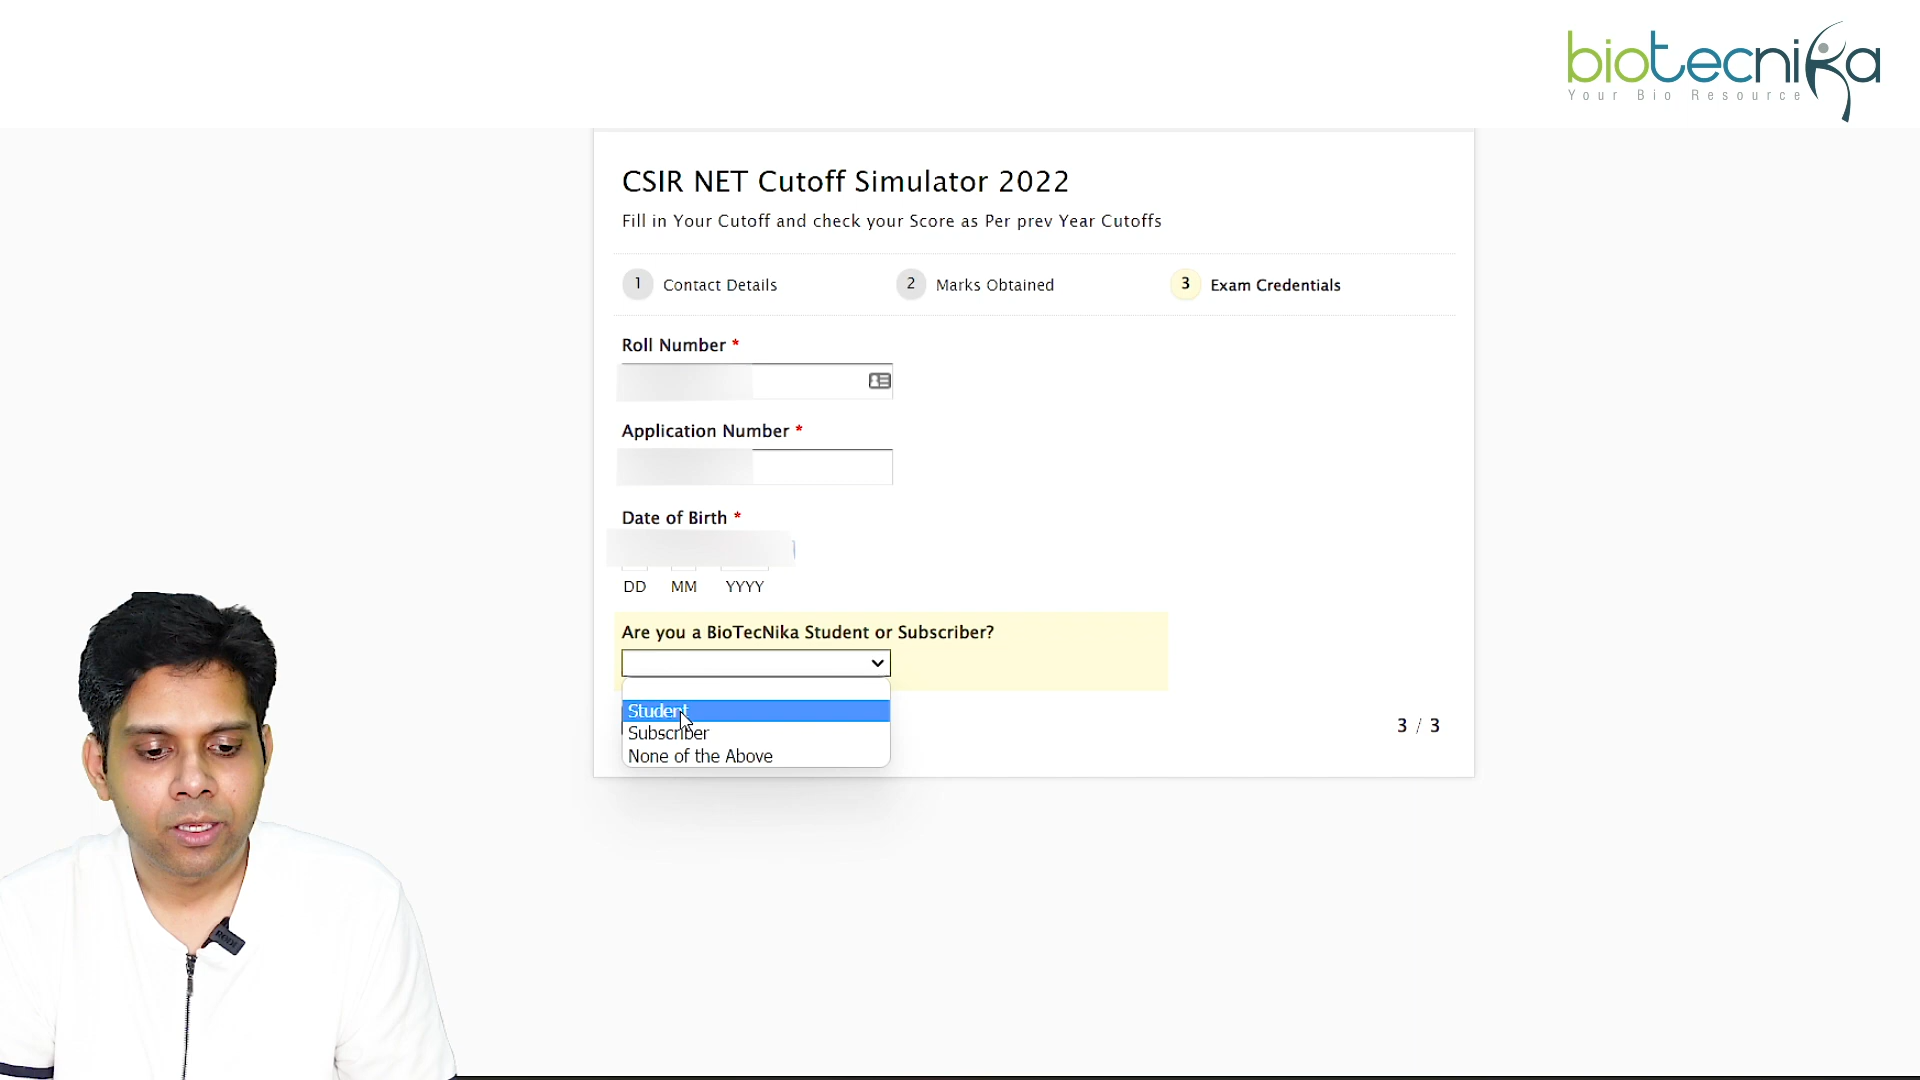 biotecnika
Your Bio Resource
CSIR NET Cutoff Simulator 2022
Fill in Your Cutoff and check your Score as Per prev Year Cutoffs
1 Contact Details
2 Marks Obtained
3 Exam Credentials
Roll Number *
Application Number *
Date of Birth *
DD MM YYYY
Are you a BioTecNika Student or Subscriber?
Student
Subscriber
None of the Above
3 / 3